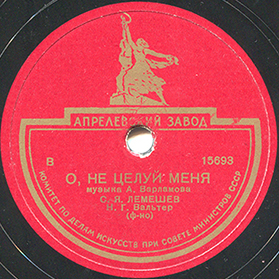 АПРЕЛЕВСКИЙ ЗАВОД
В 15693
О, НЕ ЦЕЛУЙ МЕНЯ
музыка А. Варламова
С. Я. ЛЕМЕШЕВ
Н. Г. Вальтер
(ф-но)
КОМИТЕТ ПО ДЕЛАМ ИСКУССТВ ПРИ СОВЕТЕ МИНИСТРОВ СССР